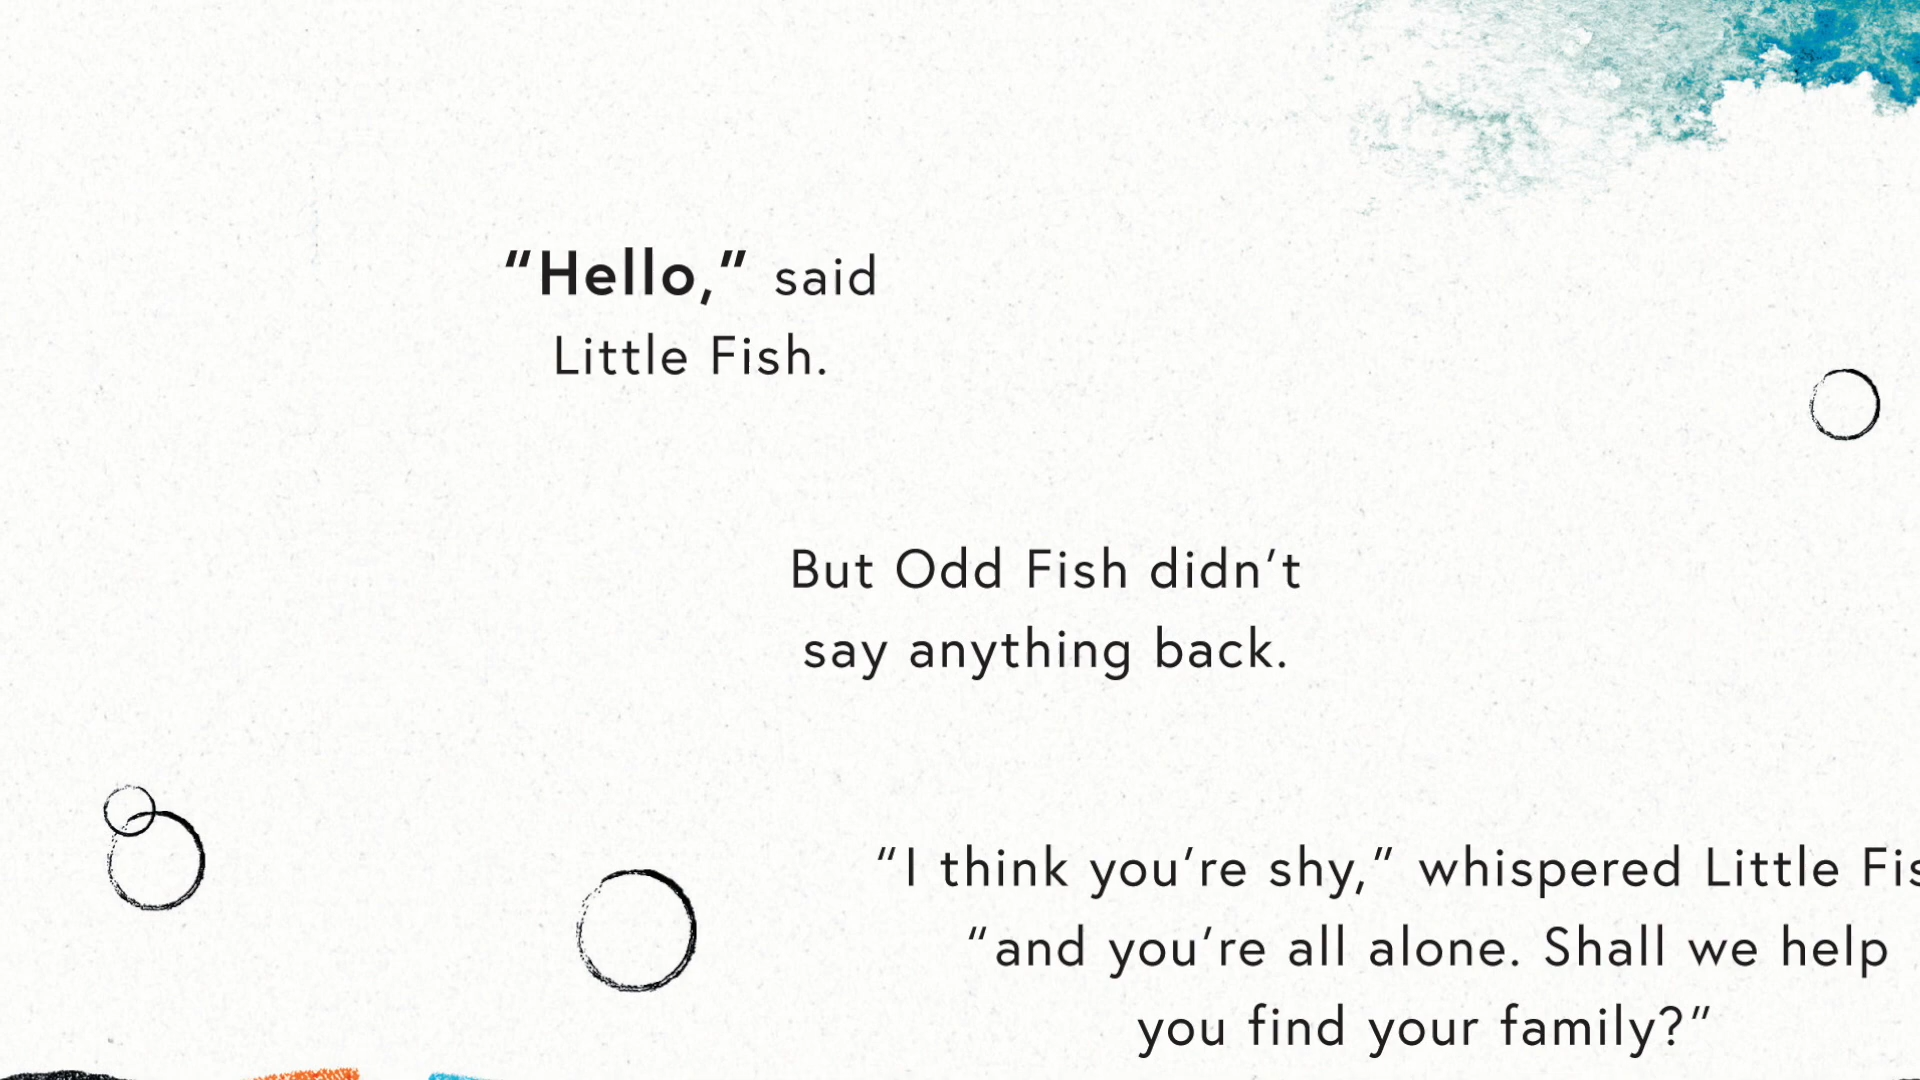 “Hello,” said
Little Fish.
But Odd Fish didn’t
say anything back.
“I think you’re shy,” whispered Little
“and you’re all alone. Shall we help
you find your family?”